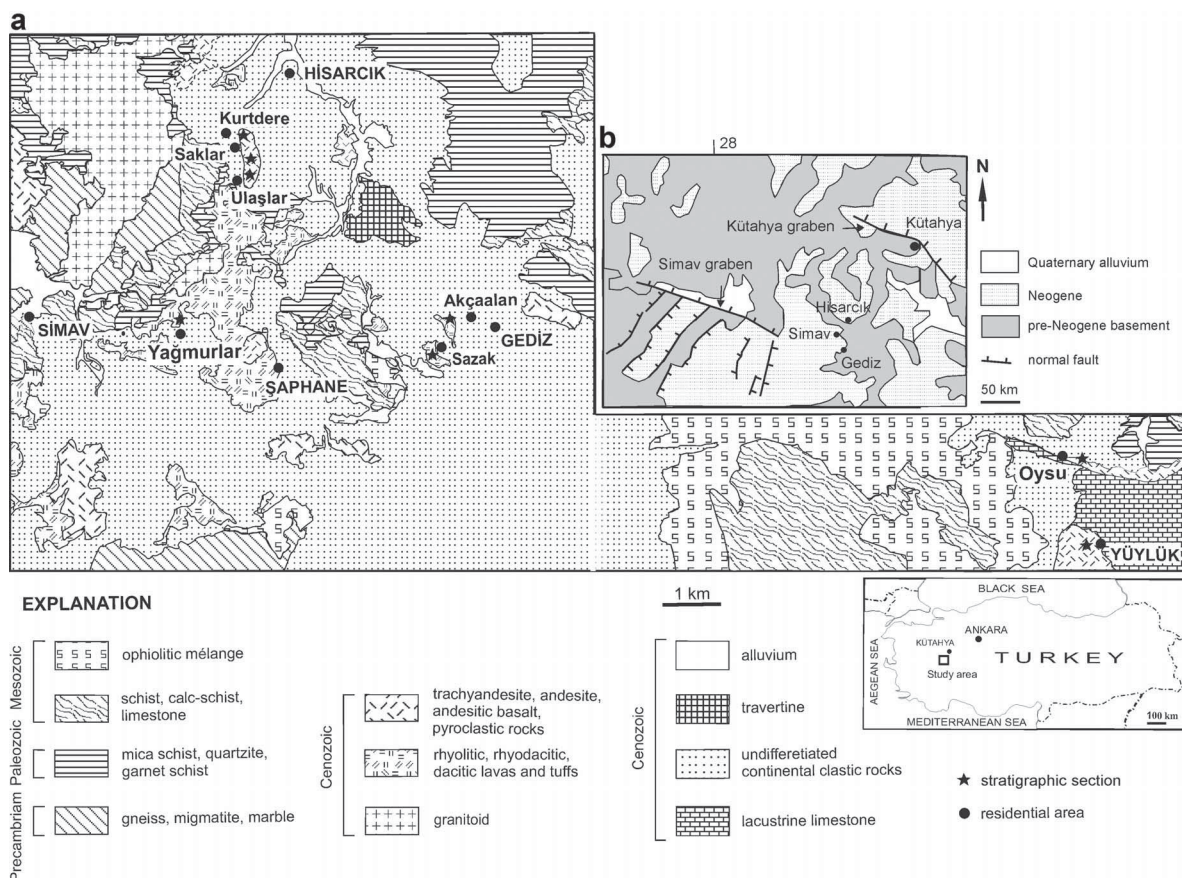 a
HİSARCIK
Kurtdere
Saklar
Ulaşlar
SİMAV
Yağmurlar
ŞAPHANE
Akçaalan
GEDİZ
Sazak
Oysu
YÜYLÜK
b
28
N
Kütahya graben
Kütahya
Simav graben
Hisarcık
Simav
Gediz
Quaternary alluvium
Neogene
pre-Neogene basement
normal fault
50 km
EXPLANATION
Mesozoic
ophiolitic mélange
schist, calc-schist,
limestone
Paleozoic
mica schist, quartzite,
garnet schist
Precambriam
gneiss, migmatite, marble
Cenozoic
trachyandesite, andesite,
andesitic basalt,
pyroclastic rocks
rhyolitic, rhyodacitic,
dacitic lavas and tuffs
granitoid
1 km
Cenozoic
alluvium
travertine
undifferetiated
continental clastic rocks
lacustrine limestone
BLACK SEA
ANKARA
KÜTAHYA
Study area
TURKEY
AEGEAN SEA
MEDITERRANEAN SEA
100 km
stratigraphic section
residential area